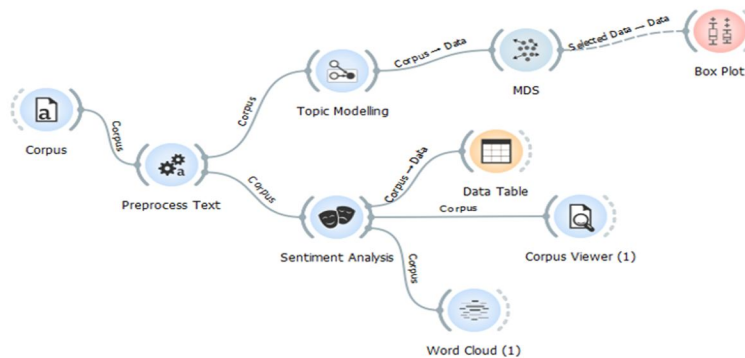 Corpus
Corpus
Preprocess Text
Corpus
Topic Modelling
Corpus → Data
MDS
Selected Data → Data
Box Plot
Corpus
Sentiment Analysis
Corpus → Data
Data Table
Corpus
Corpus Viewer (1)
Corpus
Word Cloud (1)
a
a